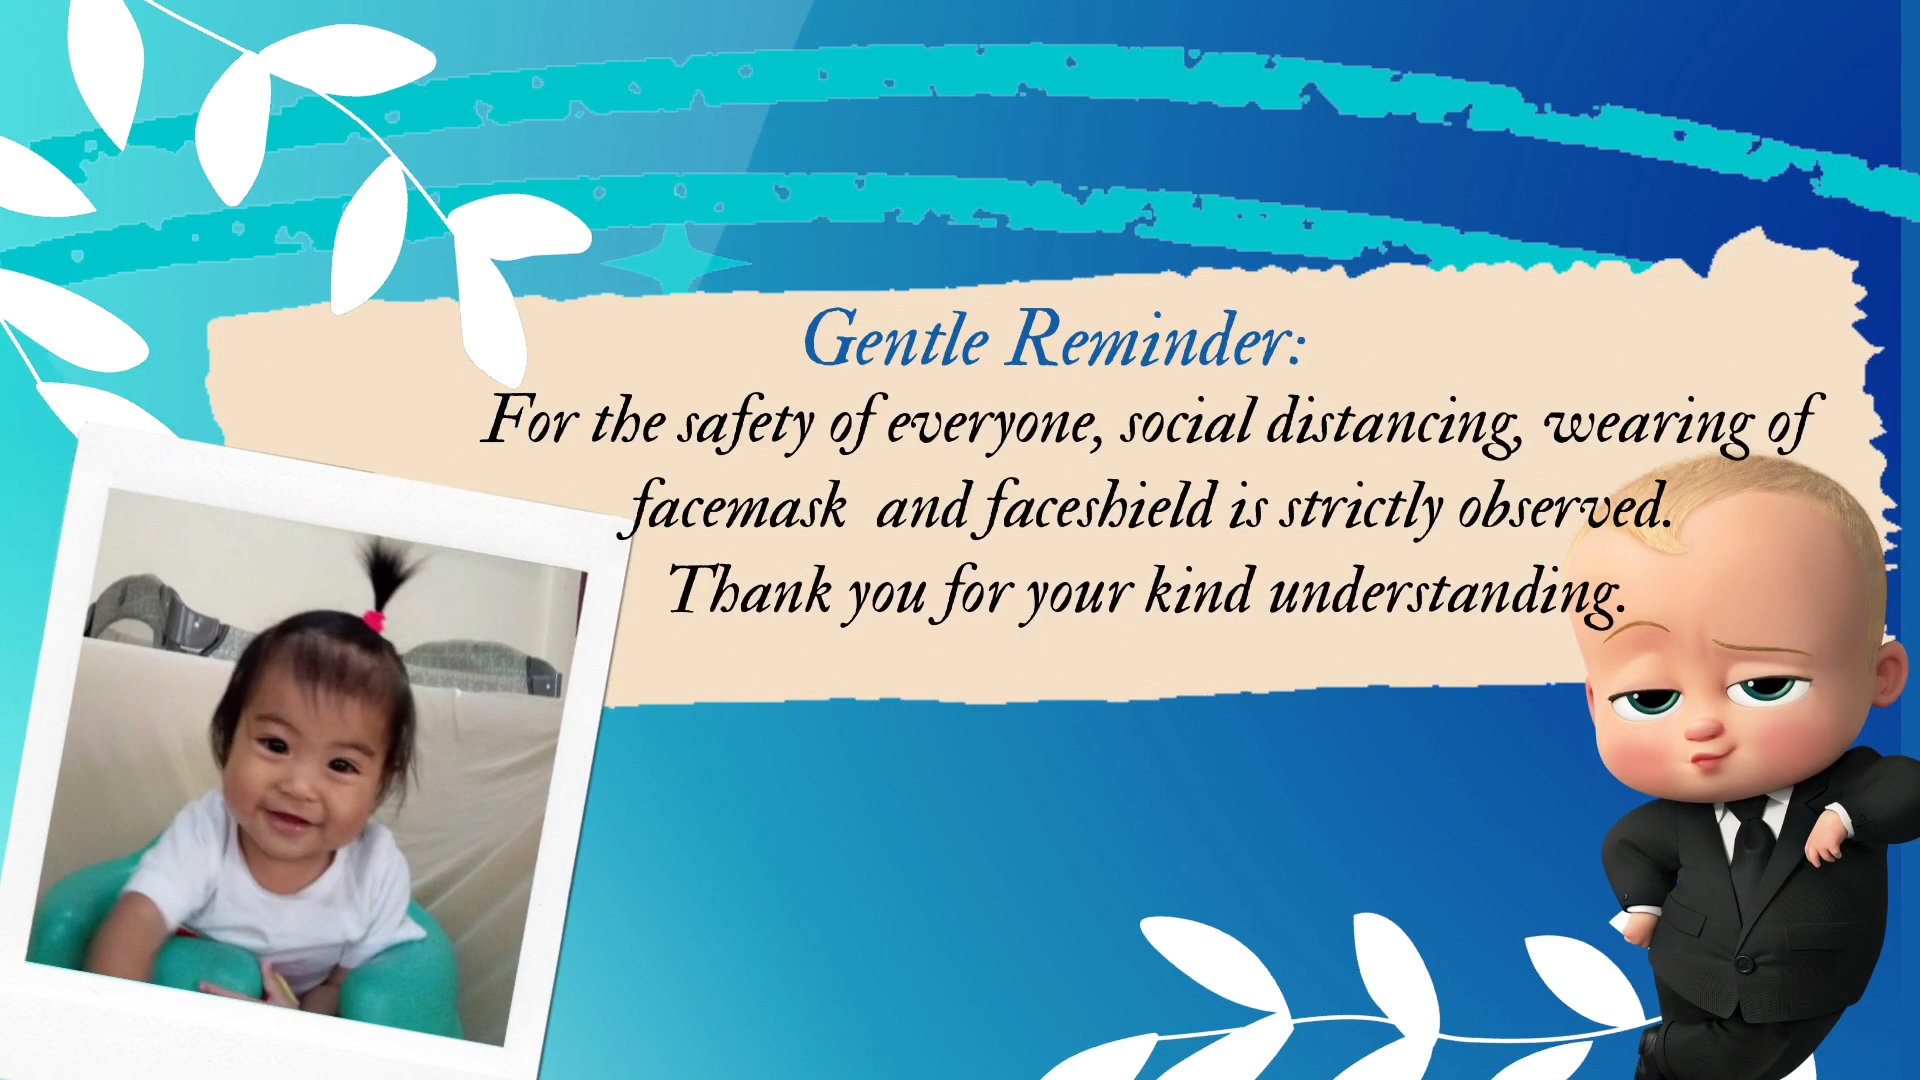 Gentle Reminder:
For the safety of everyone, social distancing, wearing of
facemask  and faceshield is strictly observed.
Thank you for your kind understanding.